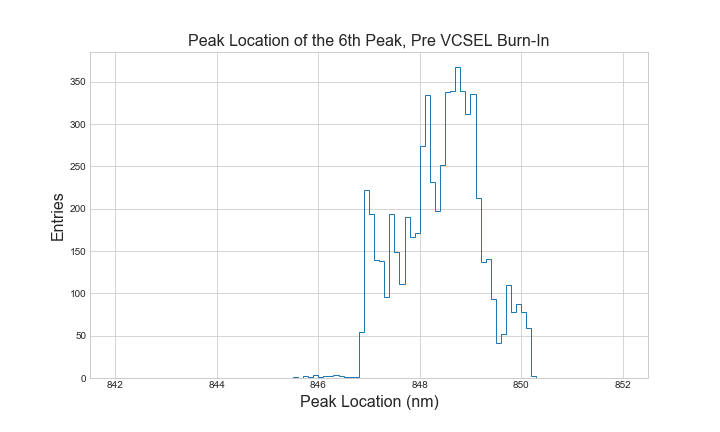 Peak Location of the 6th Peak, Pre VCSEL Burn-In
350
300
250
200
150
100
50
0
Entries
842 844 846 848 850 852
Peak Location (nm)